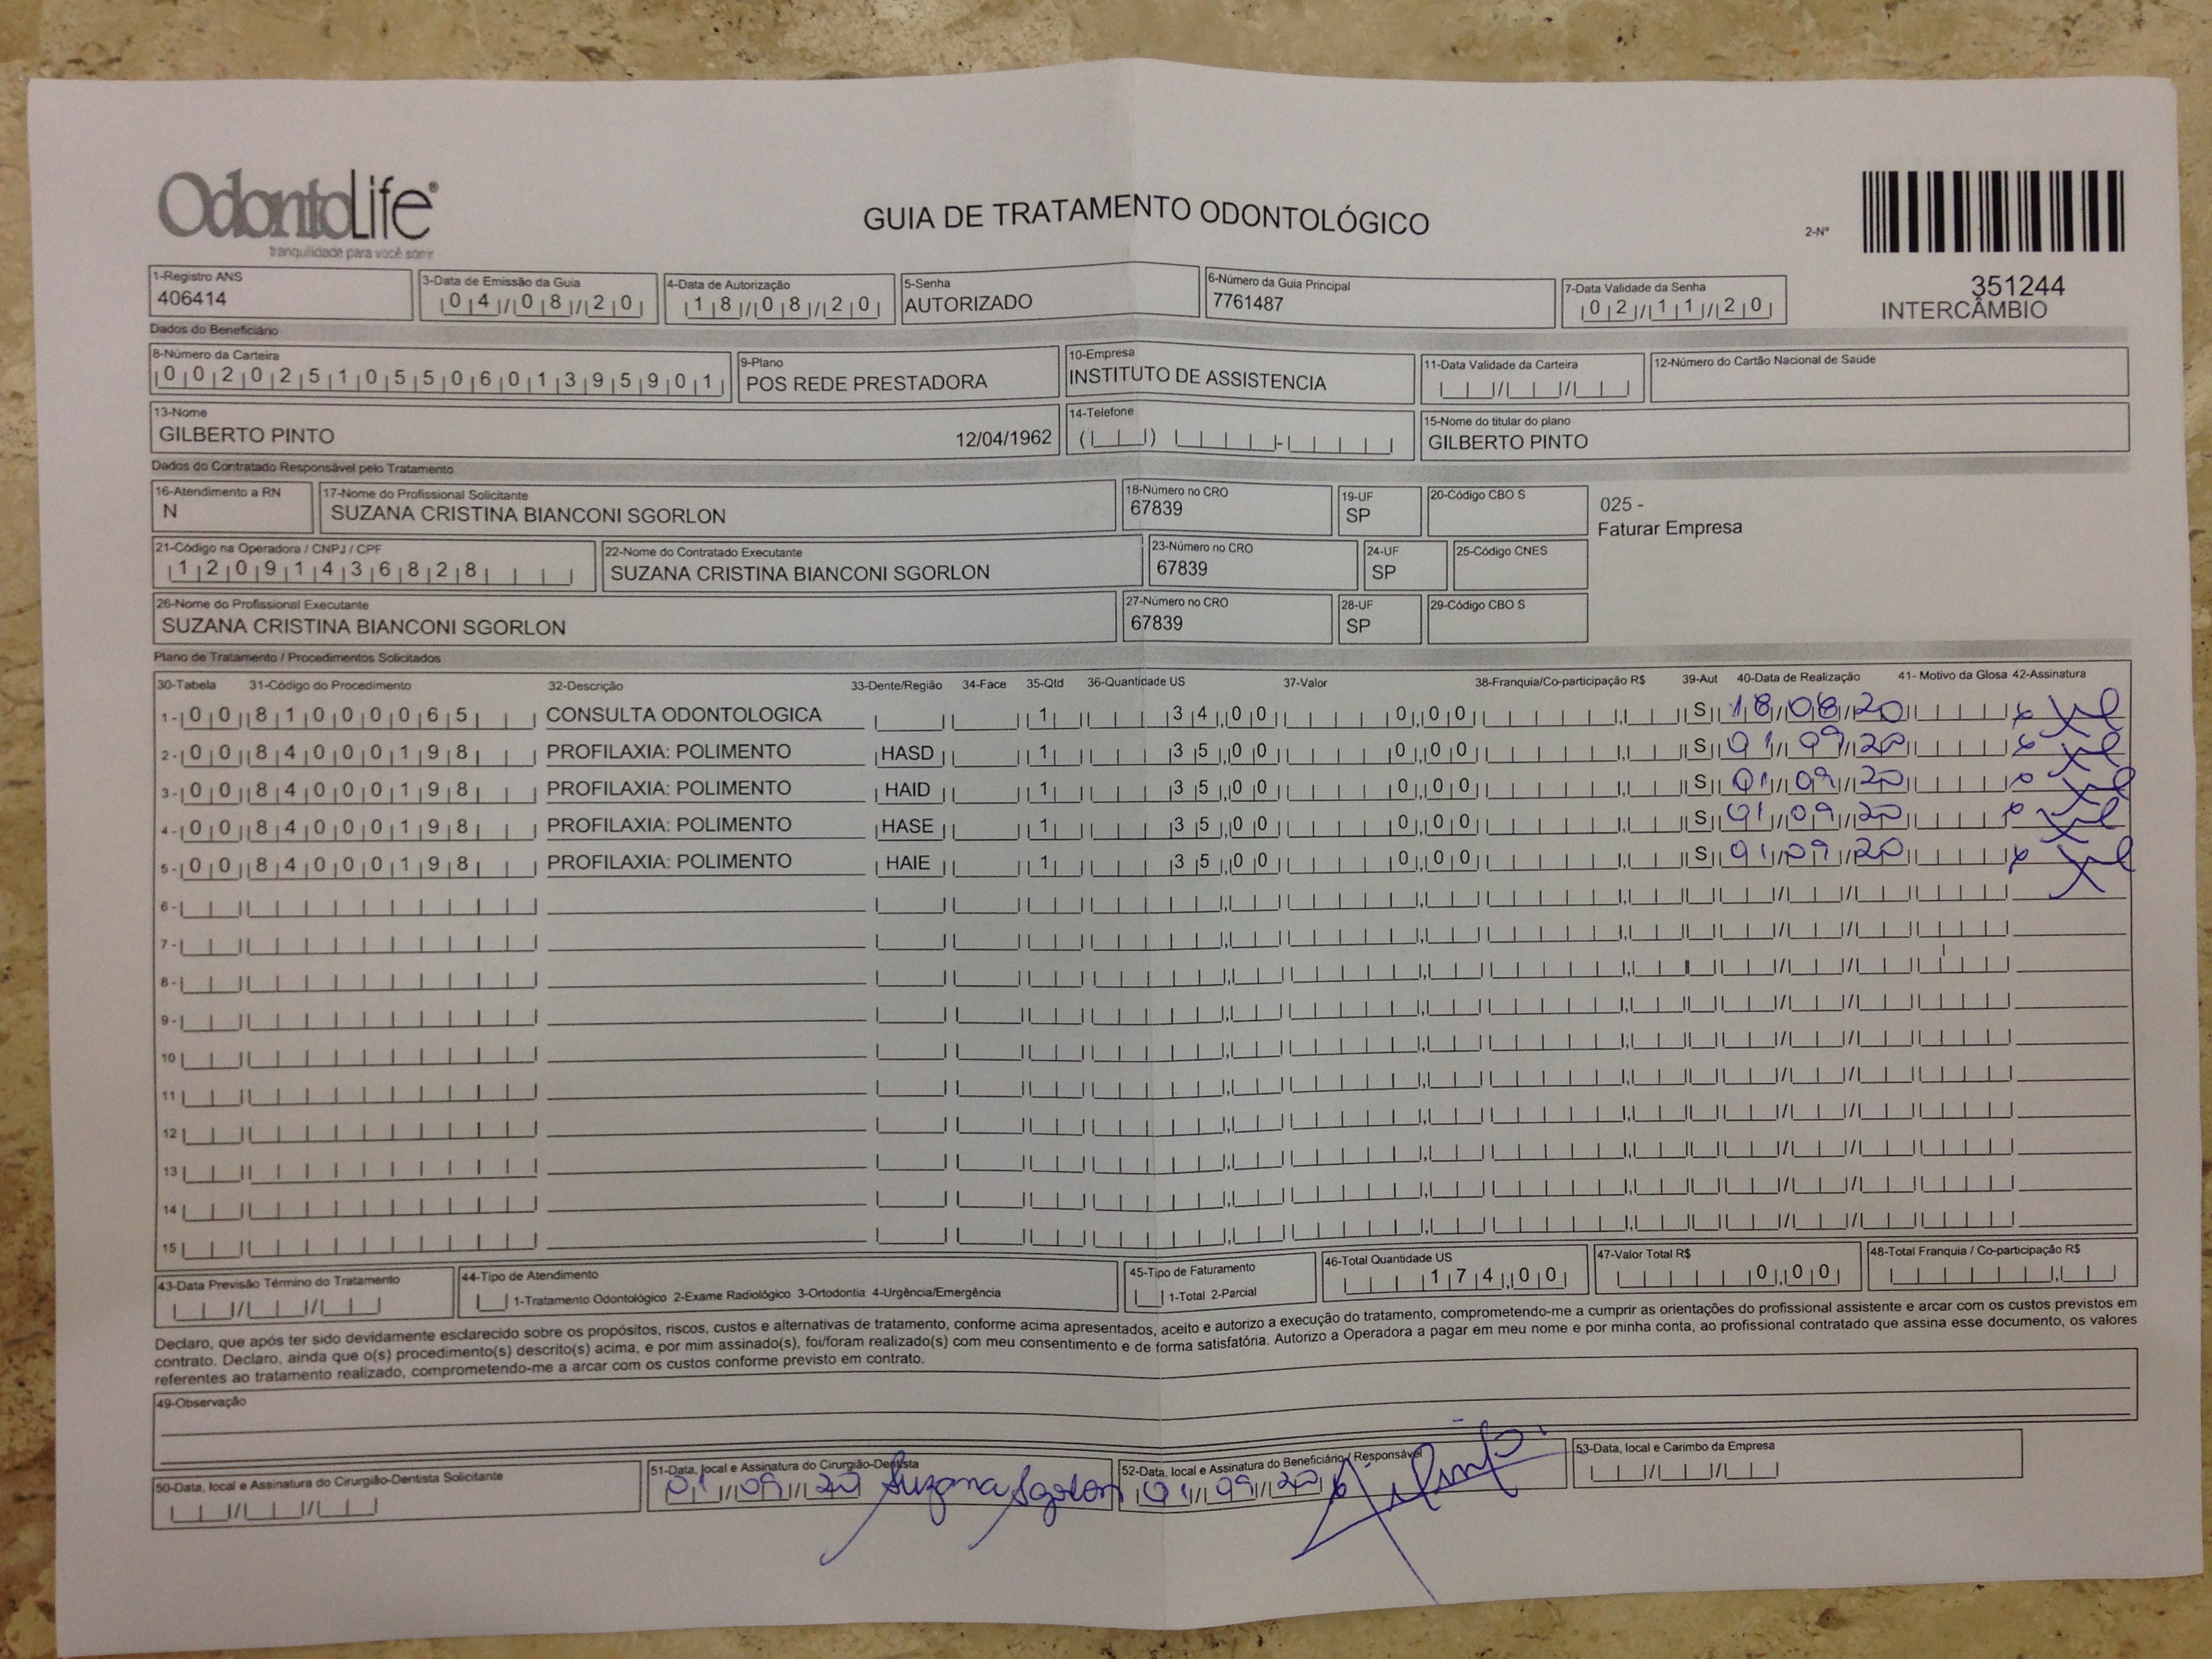 OdontoLife®
tranquilidade para você sorrir
GUIA DE TRATAMENTO ODONTOLÓGICO
2-Nº
351244
INTERCÂMBIO
1-Registro ANS
406414
3-Data de Emissão da Guia
04/08/20
4-Data de Autorização
18/08/20
5-Senha
AUTORIZADO
6-Número da Guia Principal
7761487
7-Data Validade da Senha
02/11/20
Dados do Beneficiário
8-Número da Carteira
00202510550601395901
9-Plano
POS REDE PRESTADORA
10-Empresa
INSTITUTO DE ASSISTENCIA
11-Data Validade da Carteira
12-Número do Cartão Nacional de Saúde
13-Nome
GILBERTO PINTO 12/04/1962
14-Telefone
15-Nome do titular do plano
GILBERTO PINTO
Dados do Contratado Responsável pelo Tratamento
16-Atendimento a RN
N
17-Nome do Profissional Solicitante
SUZANA CRISTINA BIANCONI SGORLON
18-Número no CRO
67839
19-UF
SP
20-Código CBO S
025 -
Faturar Empresa
21-Código na Operadora / CNPJ / CPF
12091436828
22-Nome do Contratado Executante
SUZANA CRISTINA BIANCONI SGORLON
23-Número no CRO
67839
24-UF
SP
25-Código CNES
26-Nome do Profissional Executante
SUZANA CRISTINA BIANCONI SGORLON
27-Número no CRO
67839
28-UF
SP
29-Código CBO S
Plano de Tratamento / Procedimentos Solicitados
30-Tabela 31-Código do Procedimento 32-Descrição 33-Dente/Região 34-Face 35-Qtd 36-Quantidade US 37-Valor 38-Franquia/Co-participação R$ 39-Aut 40-Data de Realização 41- Motivo da Glosa 42-Assinatura
1- 00 81000065 CONSULTA ODONTOLOGICA 1 34,00 0,00 S 18/08/20
2- 00 84000198 PROFILAXIA: POLIMENTO HASD 1 35,00 0,00 S 01/09/20
3- 00 84000198 PROFILAXIA: POLIMENTO HAID 1 35,00 0,00 S 01/09/20
4- 00 84000198 PROFILAXIA: POLIMENTO HASE 1 35,00 0,00 S 01/09/20
5- 00 84000198 PROFILAXIA: POLIMENTO HAIE 1 35,00 0,00 S 01/09/20
6-
7-
8-
9-
10
11
12
13
14
15
43-Data Previsão Término do Tratamento
44-Tipo de Atendimento
1-Tratamento Odontológico 2-Exame Radiológico 3-Ortodontia 4-Urgência/Emergência
45-Tipo de Faturamento
1-Total 2-Parcial
46-Total Quantidade US
174,00
47-Valor Total R$
0,00
48-Total Franquia / Co-participação R$
Declaro, que após ter sido devidamente esclarecido sobre os propósitos, riscos, custos e alternativas de tratamento, conforme acima apresentados, aceito e autorizo a execução do tratamento, comprometendo-me a cumprir as orientações do profissional assistente e arcar com os custos previstos em
contrato. Declaro, ainda que o(s) procedimento(s) descrito(s) acima, e por mim assinado(s), foi/foram realizado(s) com meu consentimento e de forma satisfatória. Autorizo a Operadora a pagar em meu nome e por minha conta, ao profissional contratado que assina esse documento, os valores
referentes ao tratamento realizado, comprometendo-me a arcar com os custos conforme previsto em contrato.
49-Observação
50-Data, local e Assinatura do Cirurgião-Dentista Solicitante
51-Data, local e Assinatura do Cirurgião-Dentista
01/09/20 Suzana Sgorlon
52-Data, local e Assinatura do Beneficiário / Responsável
01/09/20
53-Data, local e Carimbo da Empresa